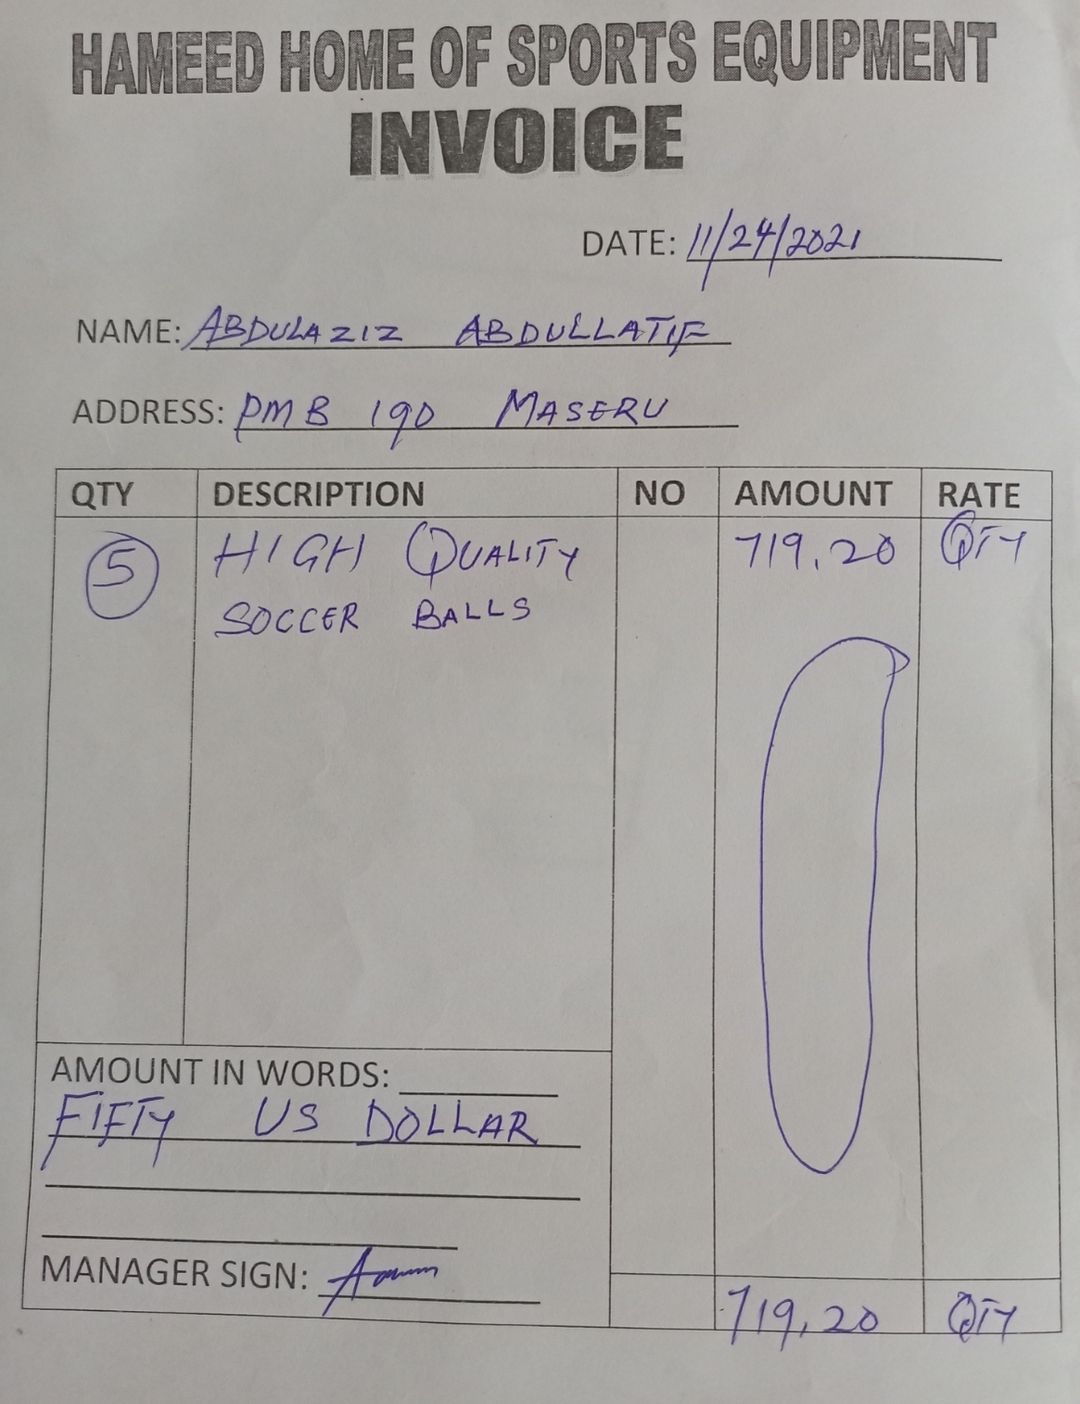 HAMEED HOME OF SPORTS EQUIPMENT
INVOICE
DATE: 11/24/2021
NAME: ABDULAZIZ ABDULLATIF
ADDRESS: PMB 190 MASERU
QTY DESCRIPTION NO AMOUNT RATE
5 HIGH QUALITY 719.20 QTY
SOCCER BALLS
AMOUNT IN WORDS:
FIFTY US DOLLAR
MANAGER SIGN:
719.20 QTY